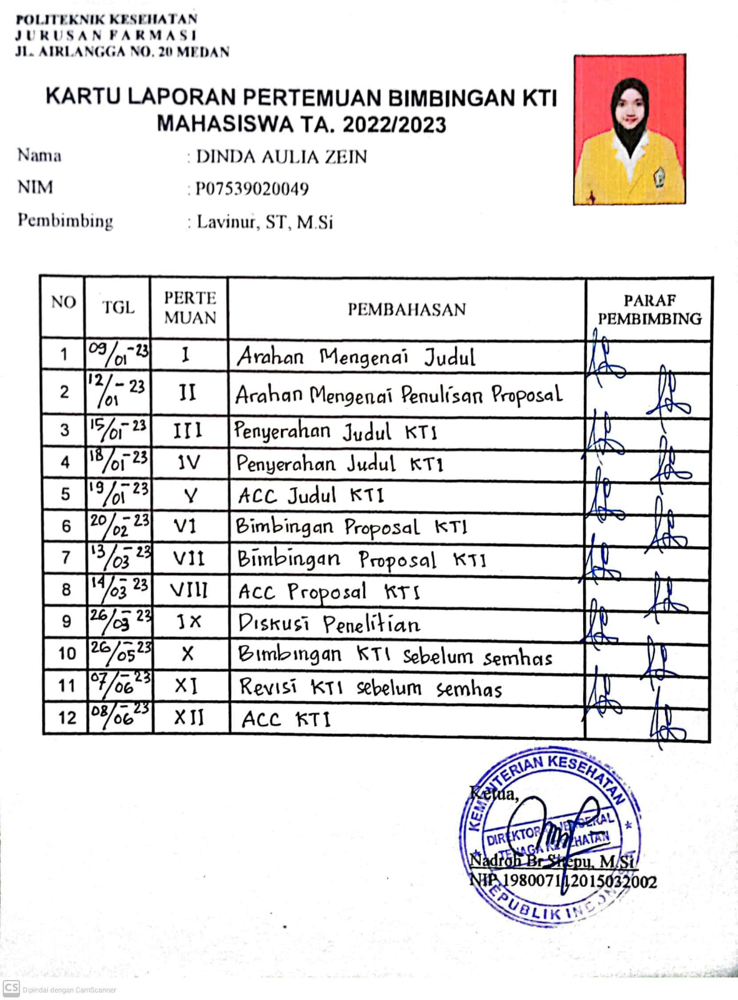 POLITEKNIK KESEHATAN
JURUSAN FARMASI
JL. AIRLANGGA NO. 20 MEDAN
KARTU LAPORAN PERTEMUAN BIMBINGAN KTI
MAHASISWA TA. 2022/2023
Nama : DINDA AULIA ZEIN
NIM : P07539020049
Pembimbing : Lavinur, ST, M.Si
NO TGL PERTE MUAN PEMBAHASAN PARAF PEMBIMBING
1 09/01-23 I Arahan Mengenai Judul
2 12/01-23 II Arahan Mengenai Penulisan Proposal
3 15/01-23 III Penyerahan Judul KTI
4 18/01-23 IV Penyerahan Judul KTI
5 19/01-23 V ACC Judul KTI
6 20/02-23 VI Bimbingan Proposal KTI
7 13/03-23 VII Bimbingan Proposal KTI
8 14/03-23 VIII ACC Proposal KTI
9 26/03-23 IX Diskusi Penelitian
10 26/05-23 X Bimbingan KTI sebelum semhas
11 07/06-23 XI Revisi KTI sebelum semhas
12 08/06-23 XII ACC KTI
KEMENTERIAN KESEHATAN
Ketua,
DIREKTORAT JENDERAL
TENAGA KESEHATAN
Nadroh Br Sitepu, M.Si
NIP 198007112015032002
REPUBLIK INDONESIA
CS Dipindai dengan CamScanner